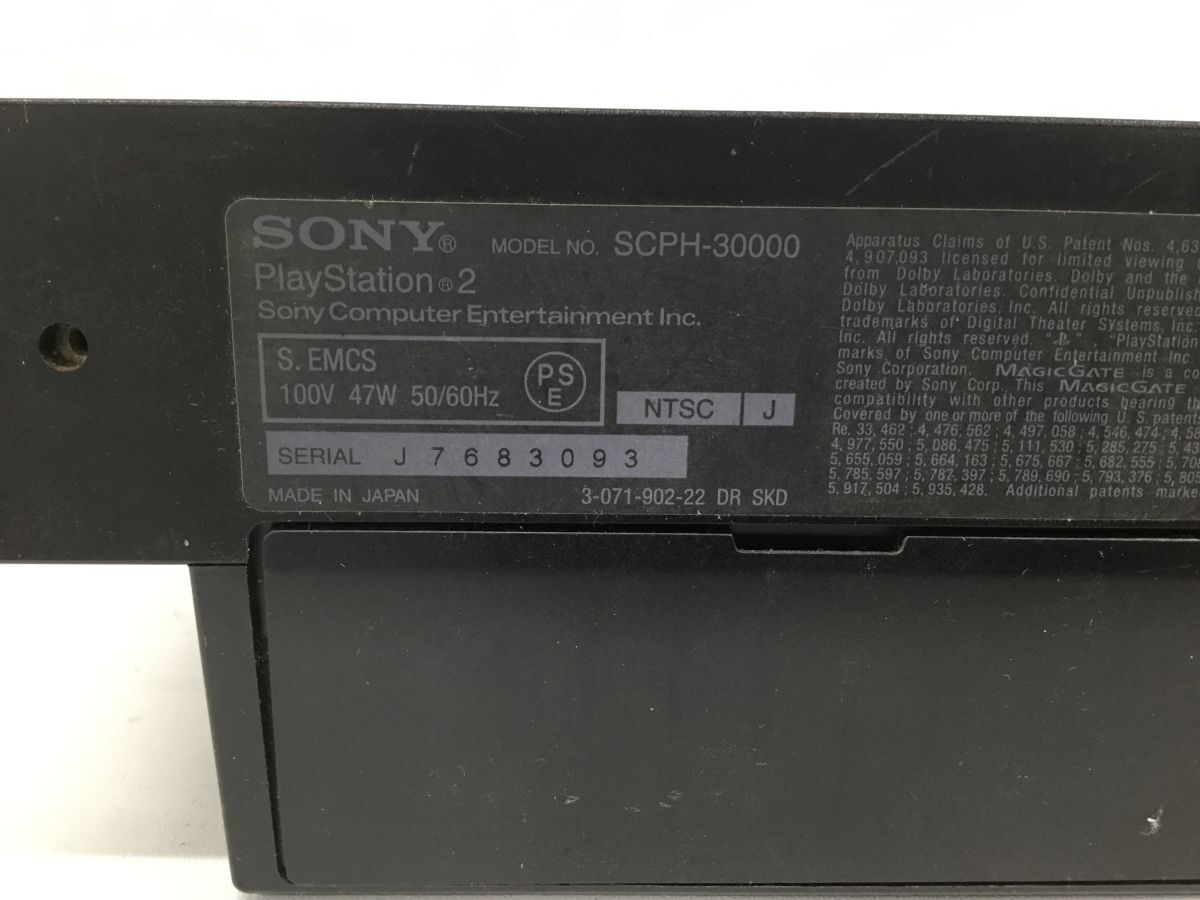 SONY® MODEL NO. SCPH-30000
PlayStation®2
Sony Computer Entertainment Inc.
S. EMCS
100V 47W 50/60Hz
PS
E
NTSC J
SERIAL J7683093
MADE IN JAPAN 3-071-902-22 DR SKD
Apparatus Claims of U.S. Patent Nos. 4,63
4,907,093 licensed for limited viewing
from Dolby Laboratories. Dolby and the
Dolby Laboratories. Confidential Unpublis
Dolby Laboratories, Inc. All rights reserved
trademarks of Digital Theater Systems, Inc
Inc. All rights reserved. " " , "PlayStation
marks of Sony Computer Entertainment Inc
Sony Corporation. MAGICGATE is a co
created by Sony Corp. This MAGICGATE
compatibility with other products bearing th
Covered by one or more of the following U.S. patent
Re. 33,462 ; 4,476,562 ; 4,497,058 ; 4,546,474 ; 4,5
4,977,550 ; 5,086,475 ; 5,111,530 ; 5,285,275 ; 5,4
5,655,059 ; 5,664,163 ; 5,675,667 ; 5,682,555 ; 5,70
5,785,597 ; 5,787,397 ; 5,789,690 ; 5,793,376 ; 5,80
5,917,504 ; 5,935,428. Additional patents marke